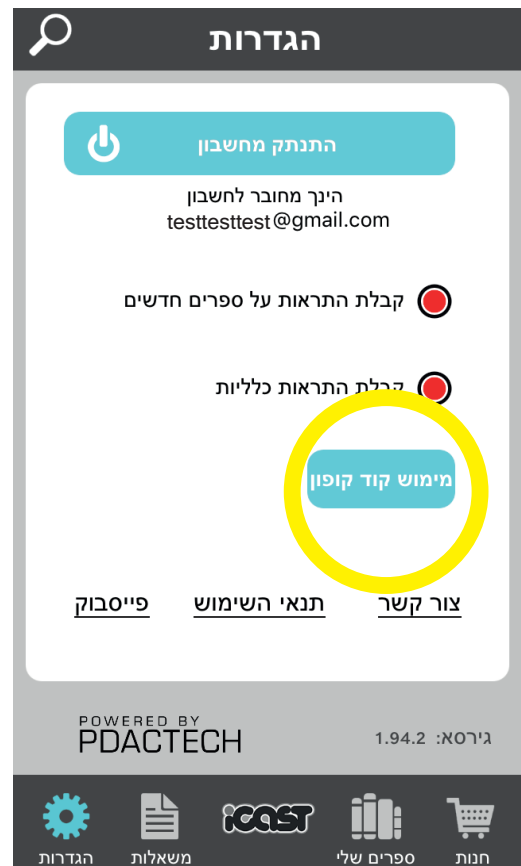 הגדרות
התנתק מחשבון
הינך מחובר לחשבון
testtesttest@gmail.com
קבלת התראות על ספרים חדשים
קבלת התראות כלליות
מימוש קוד קופון
צור קשר תנאי השימוש פייסבוק
POWERED BY
PDACTECH
גירסא: 1.94.2
iCAST
חנות ספרים שלי משאלות הגדרות